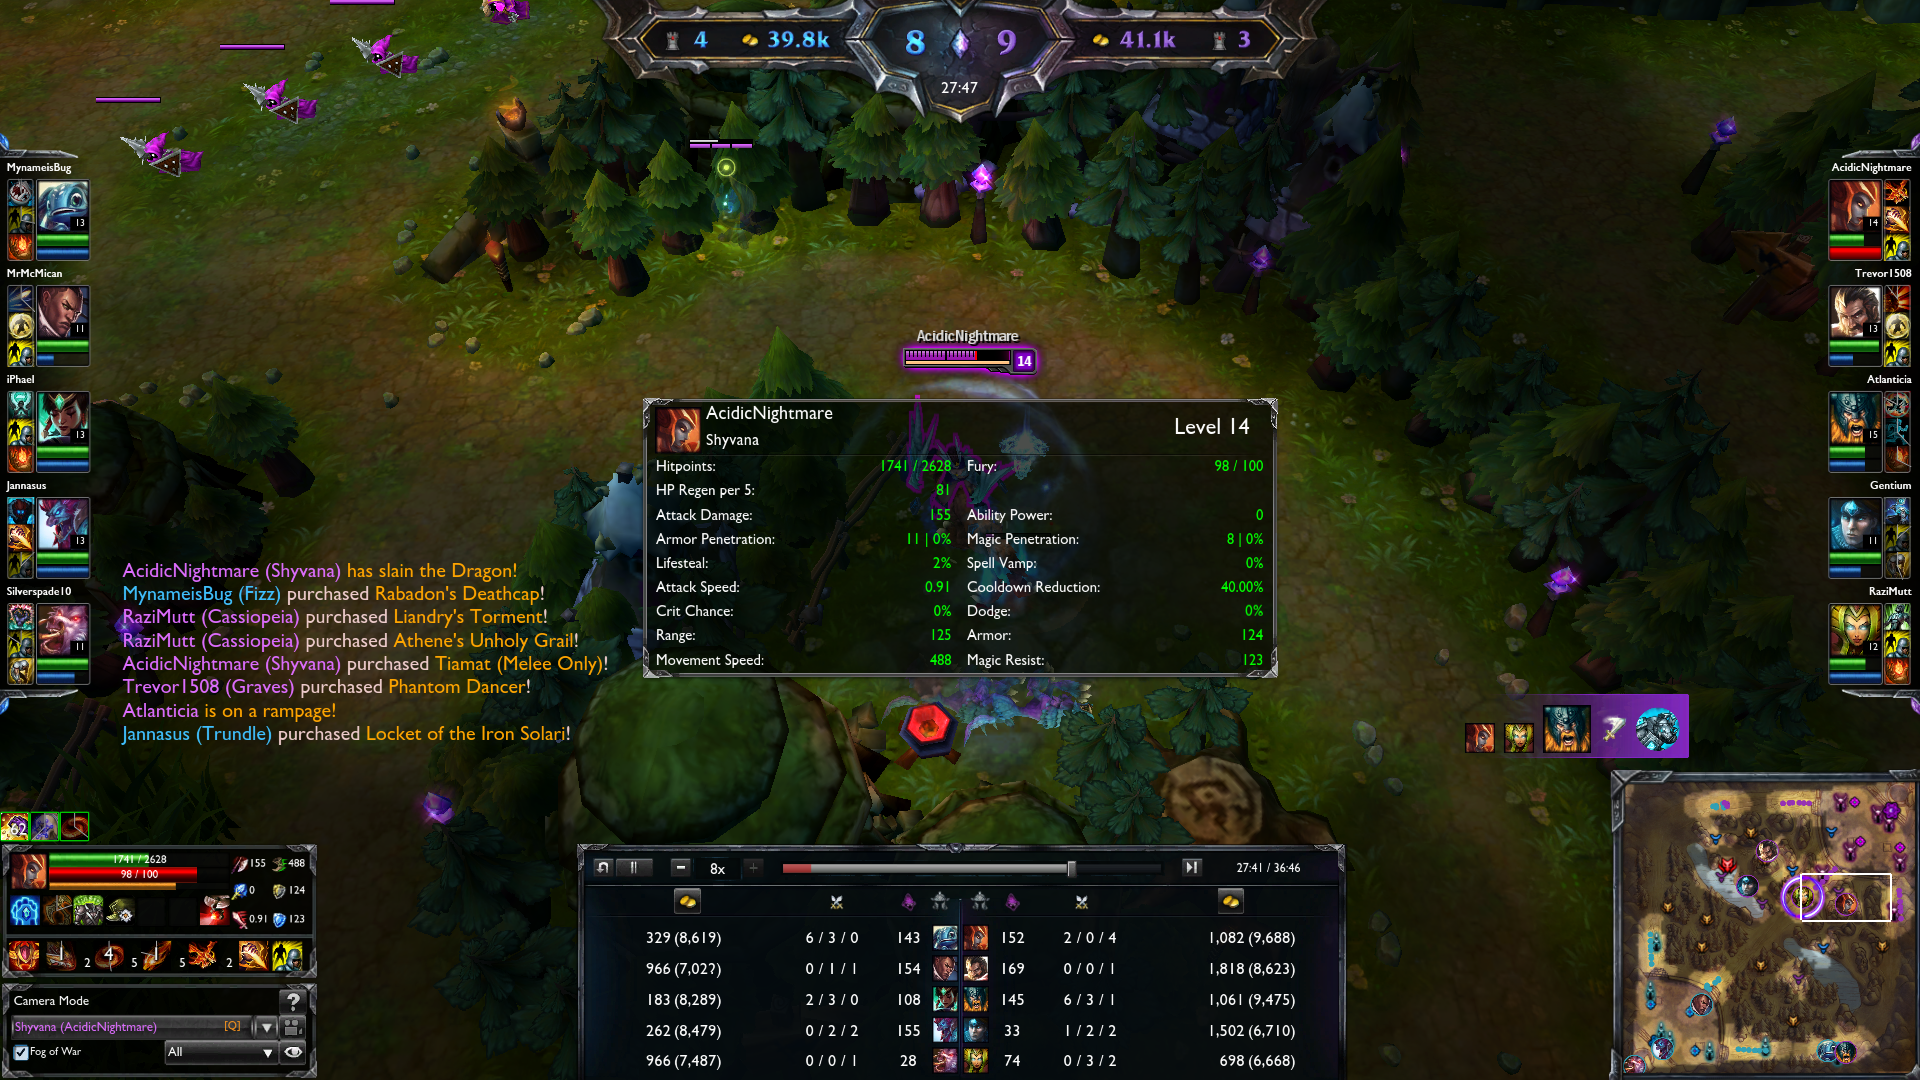 4 39.8k 8 9 41.1k 3
27:47
MynameisBug
13
MrMcMican
11
iPhael
13
Jannasus
13
Silverspade10
11
AcidicNightmare
14
Trevor1508
13
Atlanticia
15
Gentium
11
RaziMutt
12
AcidicNightmare
14
AcidicNightmare
Shyvana
Level 14
Hitpoints: 1741 / 2628 Fury: 98 / 100
HP Regen per 5: 81
Attack Damage: 155 Ability Power: 0
Armor Penetration: 11 | 0% Magic Penetration: 8 | 0%
Lifesteal: 2% Spell Vamp: 0%
Attack Speed: 0.91 Cooldown Reduction: 40.00%
Crit Chance: 0% Dodge: 0%
Range: 125 Armor: 124
Movement Speed: 488 Magic Resist: 123
AcidicNightmare (Shyvana) has slain the Dragon!
MynameisBug (Fizz) purchased Rabadon's Deathcap!
RaziMutt (Cassiopeia) purchased Liandry's Torment!
RaziMutt (Cassiopeia) purchased Athene's Unholy Grail!
AcidicNightmare (Shyvana) purchased Tiamat (Melee Only)!
Trevor1508 (Graves) purchased Phantom Dancer!
Atlanticia is on a rampage!
Jannasus (Trundle) purchased Locket of the Iron Solari!
62
1741 / 2628
98 / 100
155 488
0 124
0.91 123
1 2 4 5 1 5 2
Camera Mode ?
Shyvana (AcidicNightmare) [Q]
Fog of War All
8x 27:41 / 36:46
329 (8,619) 6 / 3 / 0 143 152 2 / 0 / 4 1,082 (9,688)
966 0 / 1 / 1 154 169 0 / 0 / 1 1,818 (8,623)
183 (8,289) 2 / 3 / 0 108 145 6 / 3 / 1 1,061 (9,475)
262 (8,479) 0 / 2 / 2 155 33 1 / 2 / 2 1,502 (6,710)
966 (7,487) 0 / 0 / 1 28 74 0 / 3 / 2 698 (6,668)